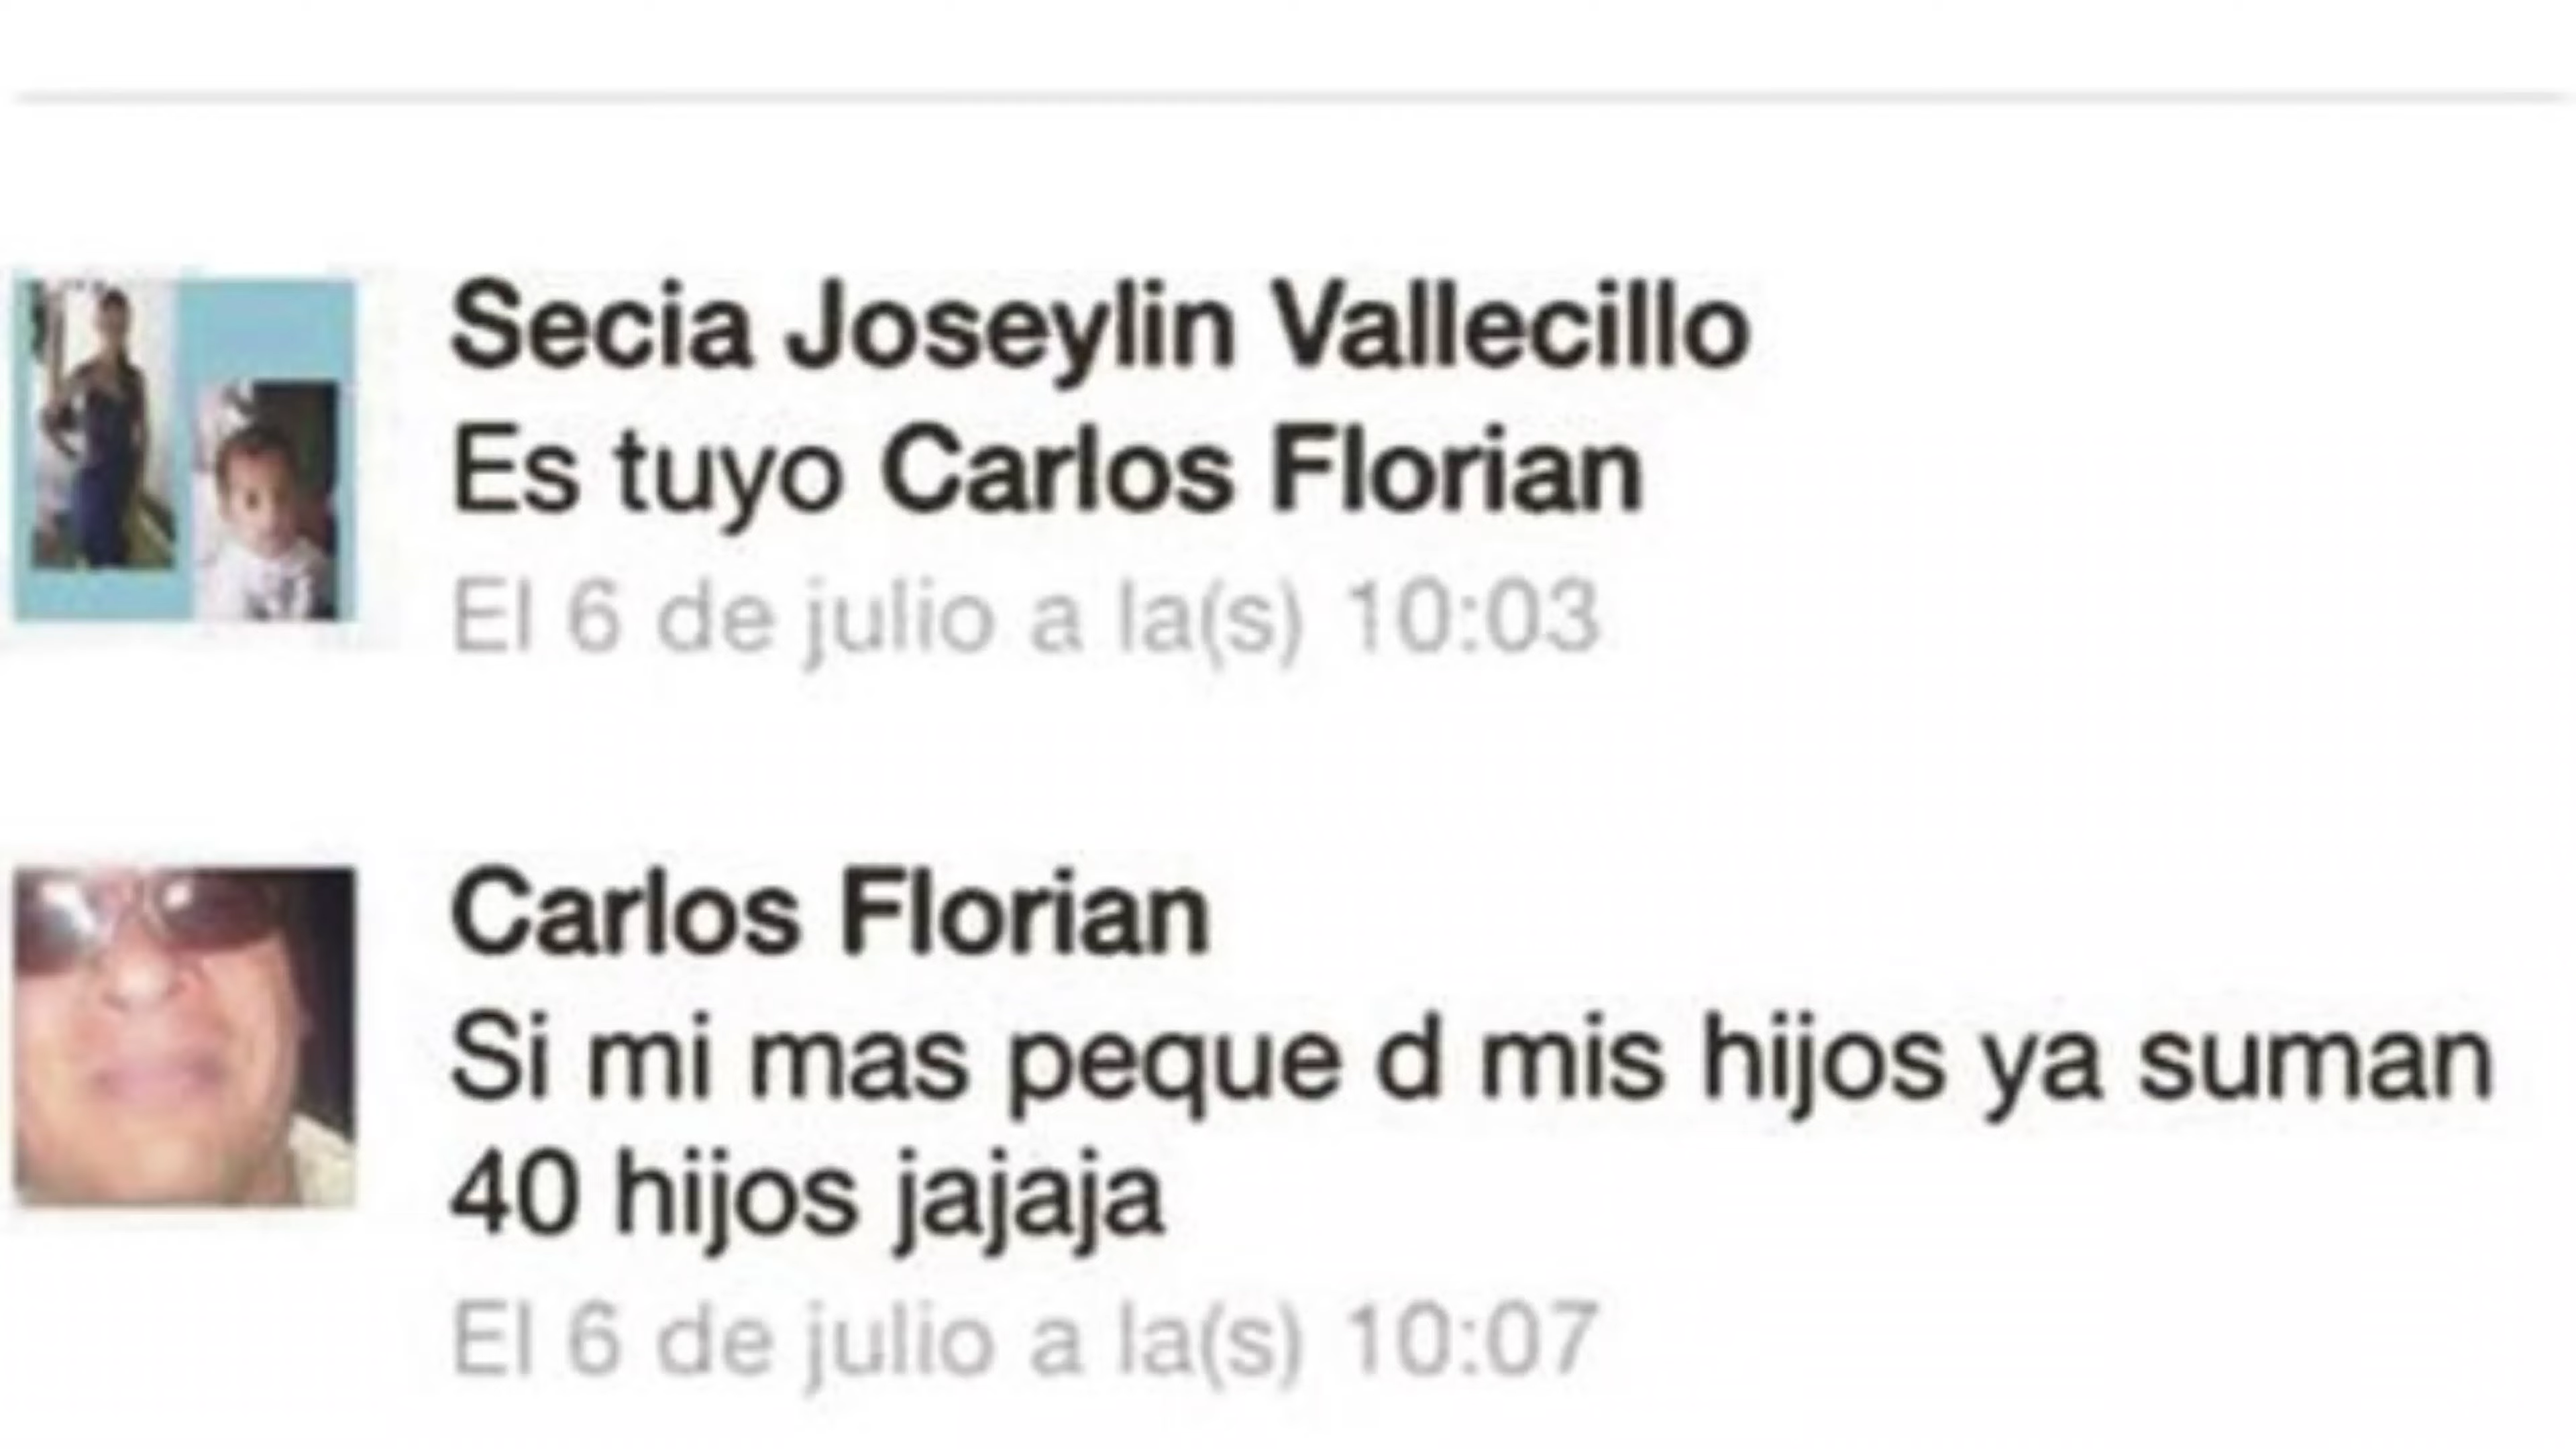 Secia Joseylin Vallecillo
Es tuyo Carlos Florian
El 6 de julio a la(s) 10:03
Carlos Florian
Si mi mas peque d mis hijos ya suman
40 hijos jajaja
El 6 de julio a la(s) 10:07